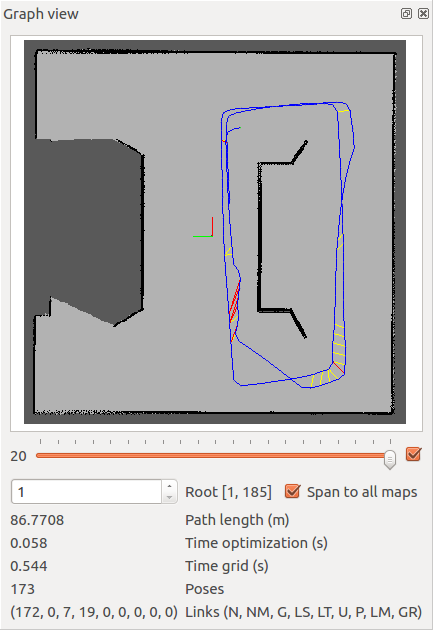 Graph view
20
1 Root [1, 185] Span to all maps
86.7708 Path length (m)
0.058 Time optimization (s)
0.544 Time grid (s)
173 Poses
(172, 0, 7, 19, 0, 0, 0, 0, 0) Links (N, NM, G, LS, LT, U, P, LM, GR)